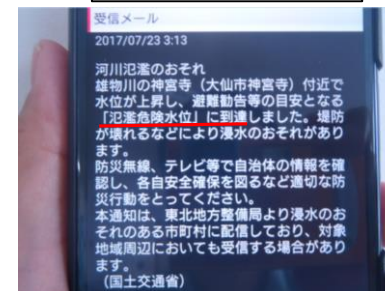 受信メール
2017/07/23 3:13
河川氾濫のおそれ
雄物川の神宮寺（大仙市神宮寺）付近で
水位が上昇し、避難勧告等の目安となる
「氾濫危険水位」に到達しました。堤防
が壊れるなどにより浸水のおそれがあり
ます。
防災無線、テレビ等で自治体の情報を確
認し、各自安全確保を図るなど適切な防
災行動をとってください。
本通知は、東北地方整備局より浸水のお
それのある市町村に配信しており、対象
地域周辺においても受信する場合があり
ます。
（国土交通省）